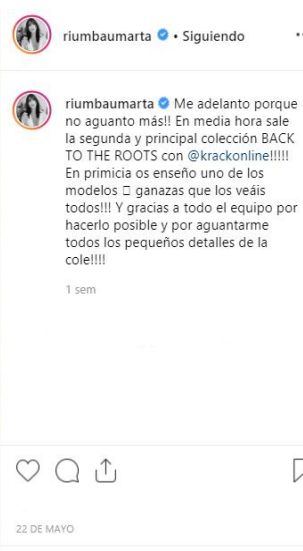 riumbaumarta • Siguiendo
riumbaumarta Me adelanto porque
no aguanto más!! En media hora sale
la segunda y principal colección BACK
TO THE ROOTS con @krackonline!!!!!
En primicia os enseño uno de los
modelos ▯ ganazas que los veáis
todos!!! Y gracias a todo el equipo por
hacerlo posible y por aguantarme
todos los pequeños detalles de la
cole!!!!
1 sem
22 DE MAYO